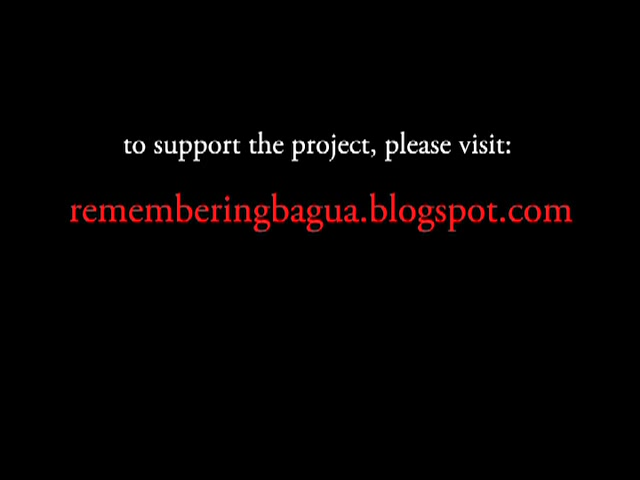 to support the project, please visit:
rememberingbagua.blogspot.com